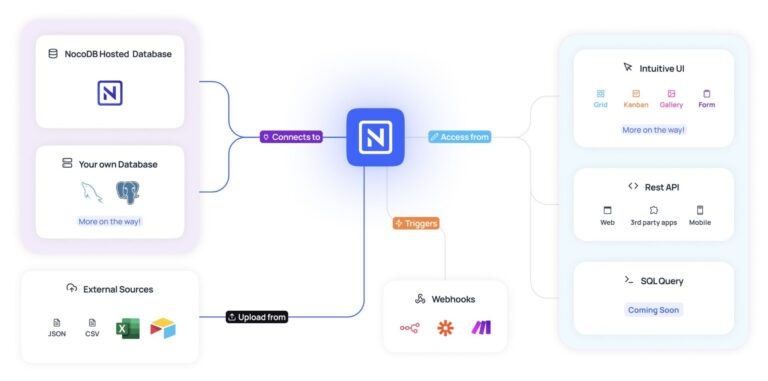 NocoDB Hosted Database
Your own Database
More on the way!
External Sources
JSON
CSV
Connects to
Upload from
Triggers
Webhooks
Access from
Intuitive UI
Grid
Kanban
Gallery
Form
More on the way!
Rest API
Web
3rd party apps
Mobile
SQL Query
Coming Soon